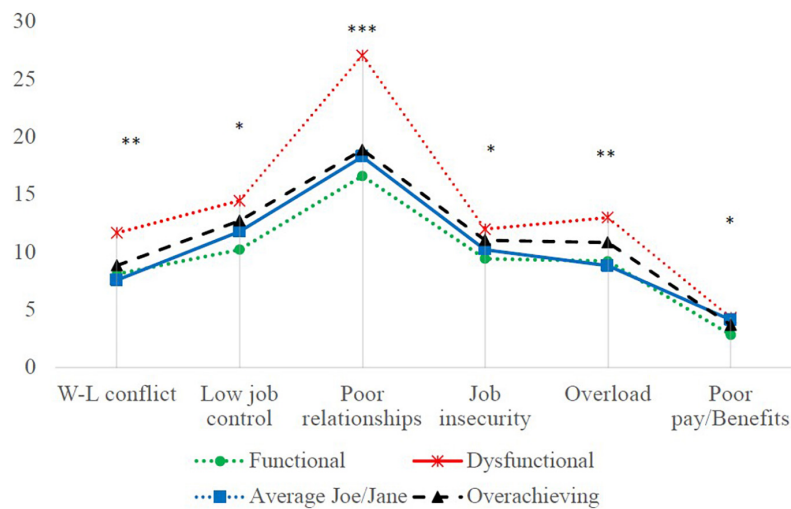 30
***
25
20
**
*
*
**
15
10
*
5
0
W-L conflict
Low job
control
Poor
relationships
Job
insecurity
Overload
Poor
pay/Benefits
Functional
Dysfunctional
Average Joe/Jane
Overachieving